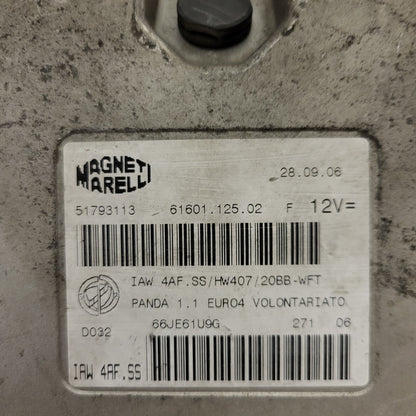 MAGNETI
MARELLI
28.09.06
51793113 61601.125.02 F 12V=
IAW 4AF.SS/HW407/20BB-WFT
PANDA 1.1 EURO4 VOLONTARIATO
D032 66JE61U9G 271 06
IAW 4AF.SS